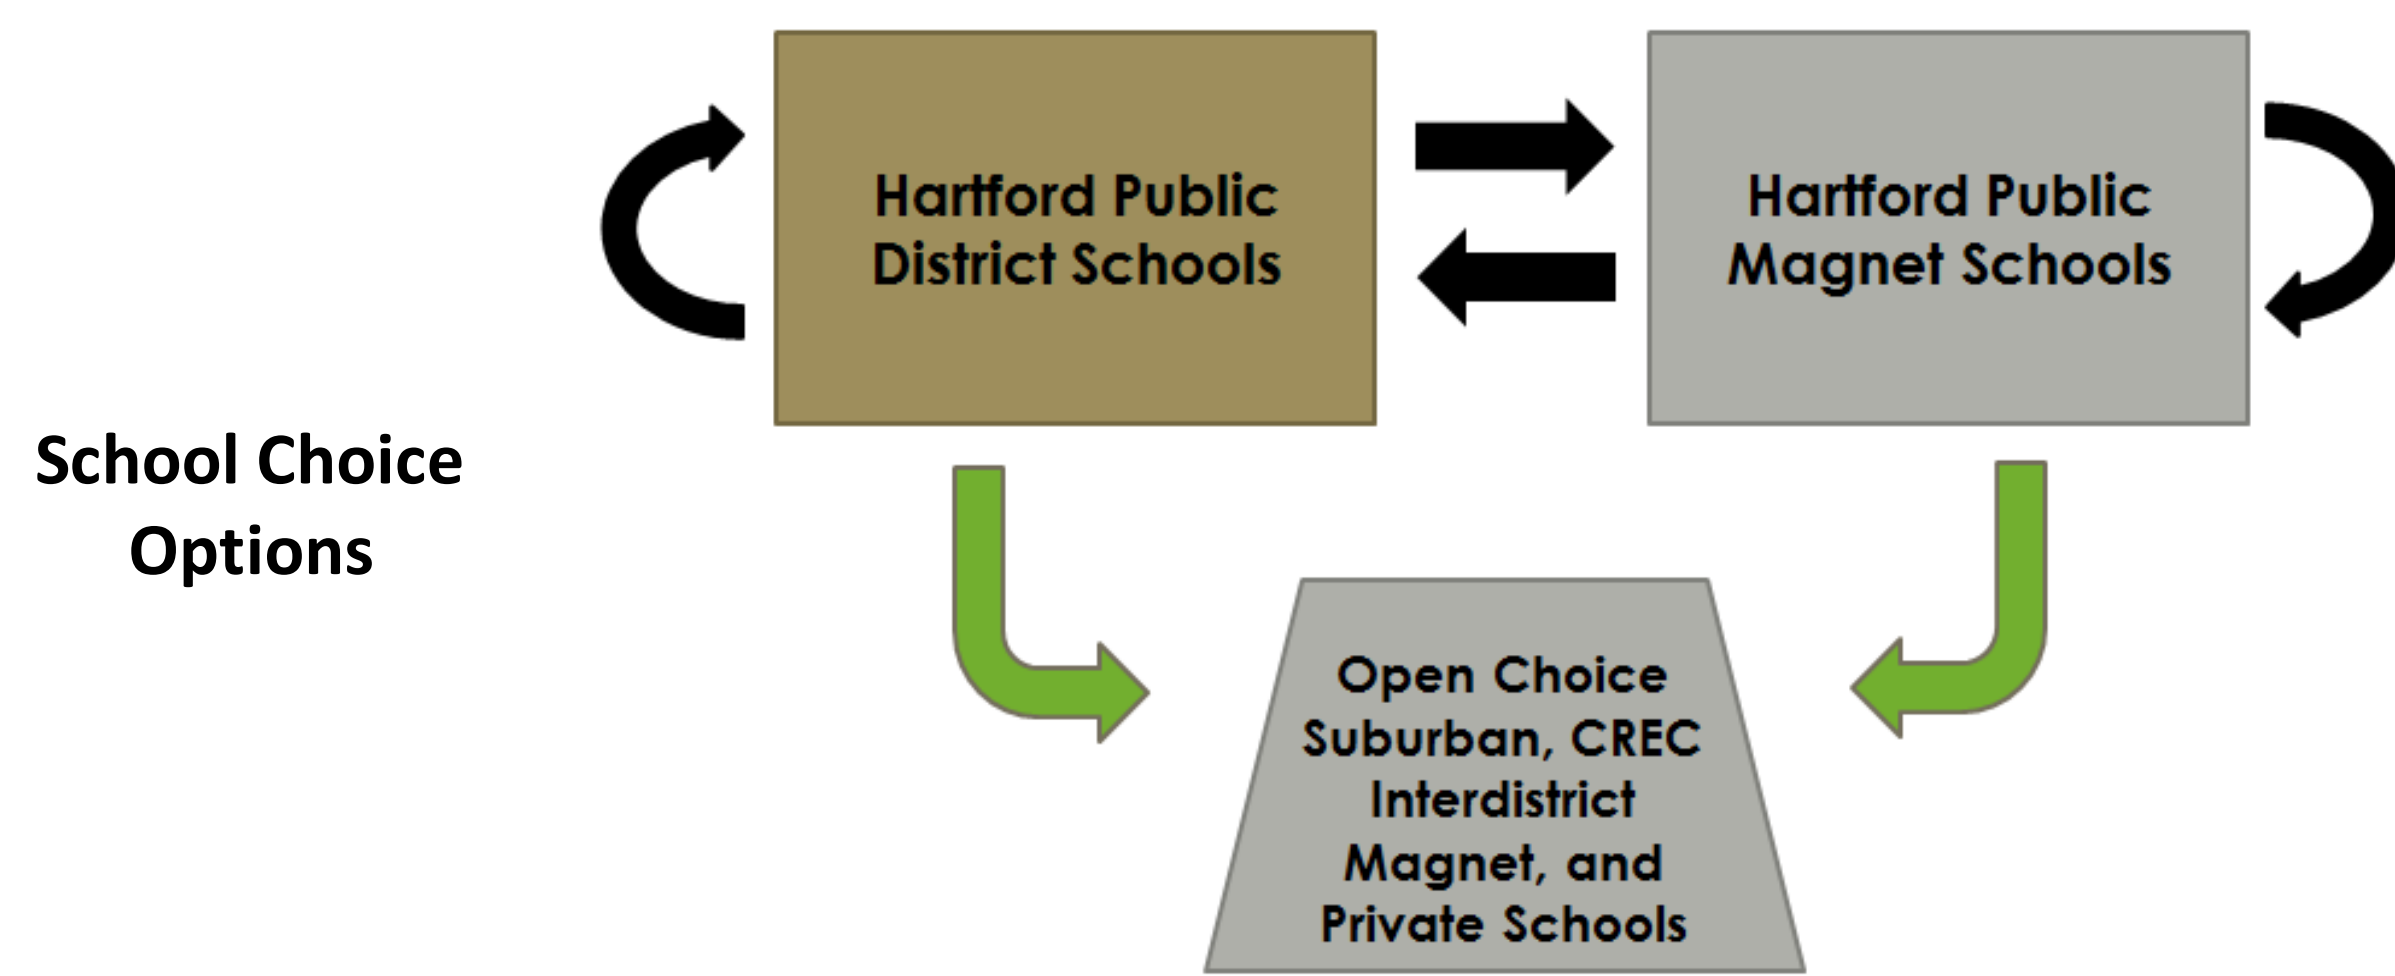 Hartford Public
District Schools
Hartford Public
Magnet Schools
School Choice
Options
Open Choice
Suburban, CREC
Interdistrict
Magnet, and
Private Schools